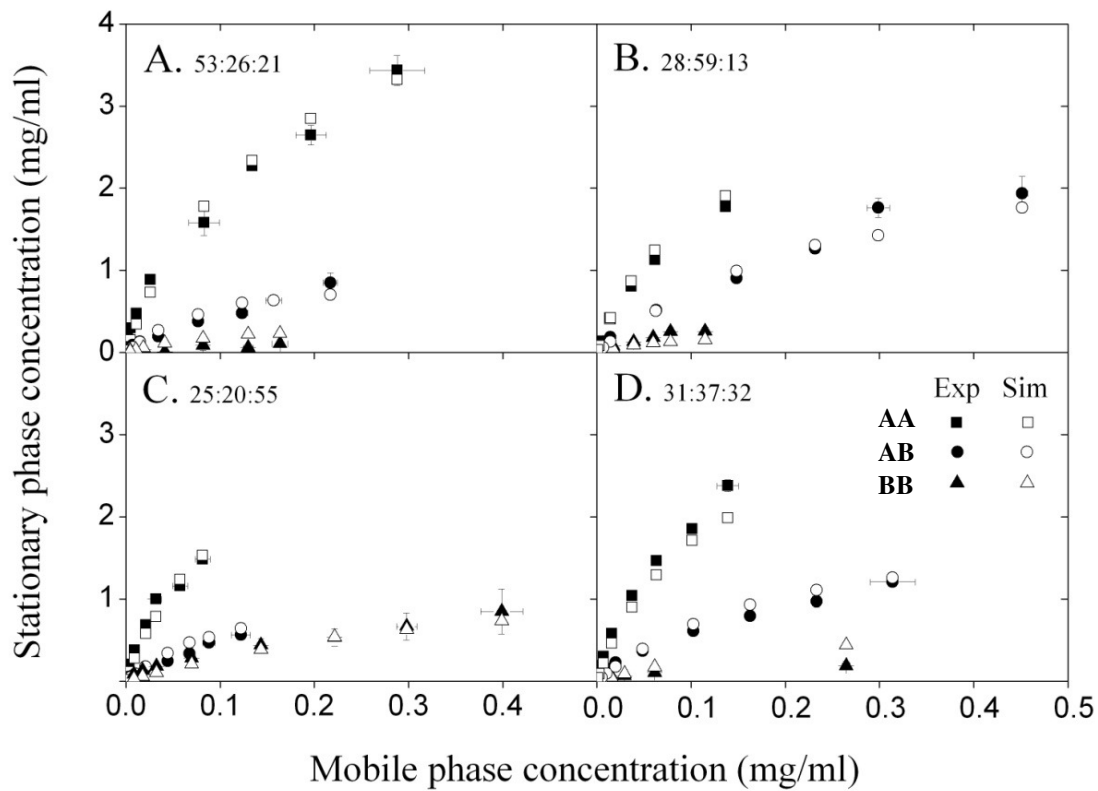 Stationary phase concentration (mg/ml)
4
3
2
1
0
A. 53:26:21
B. 28:59:13
3
2
1
C. 25:20:55
D. 31:37:32
Exp Sim
AA
AB
BB
0.0 0.1 0.2 0.3 0.4 0.0 0.1 0.2 0.3 0.4 0.5
Mobile phase concentration (mg/ml)